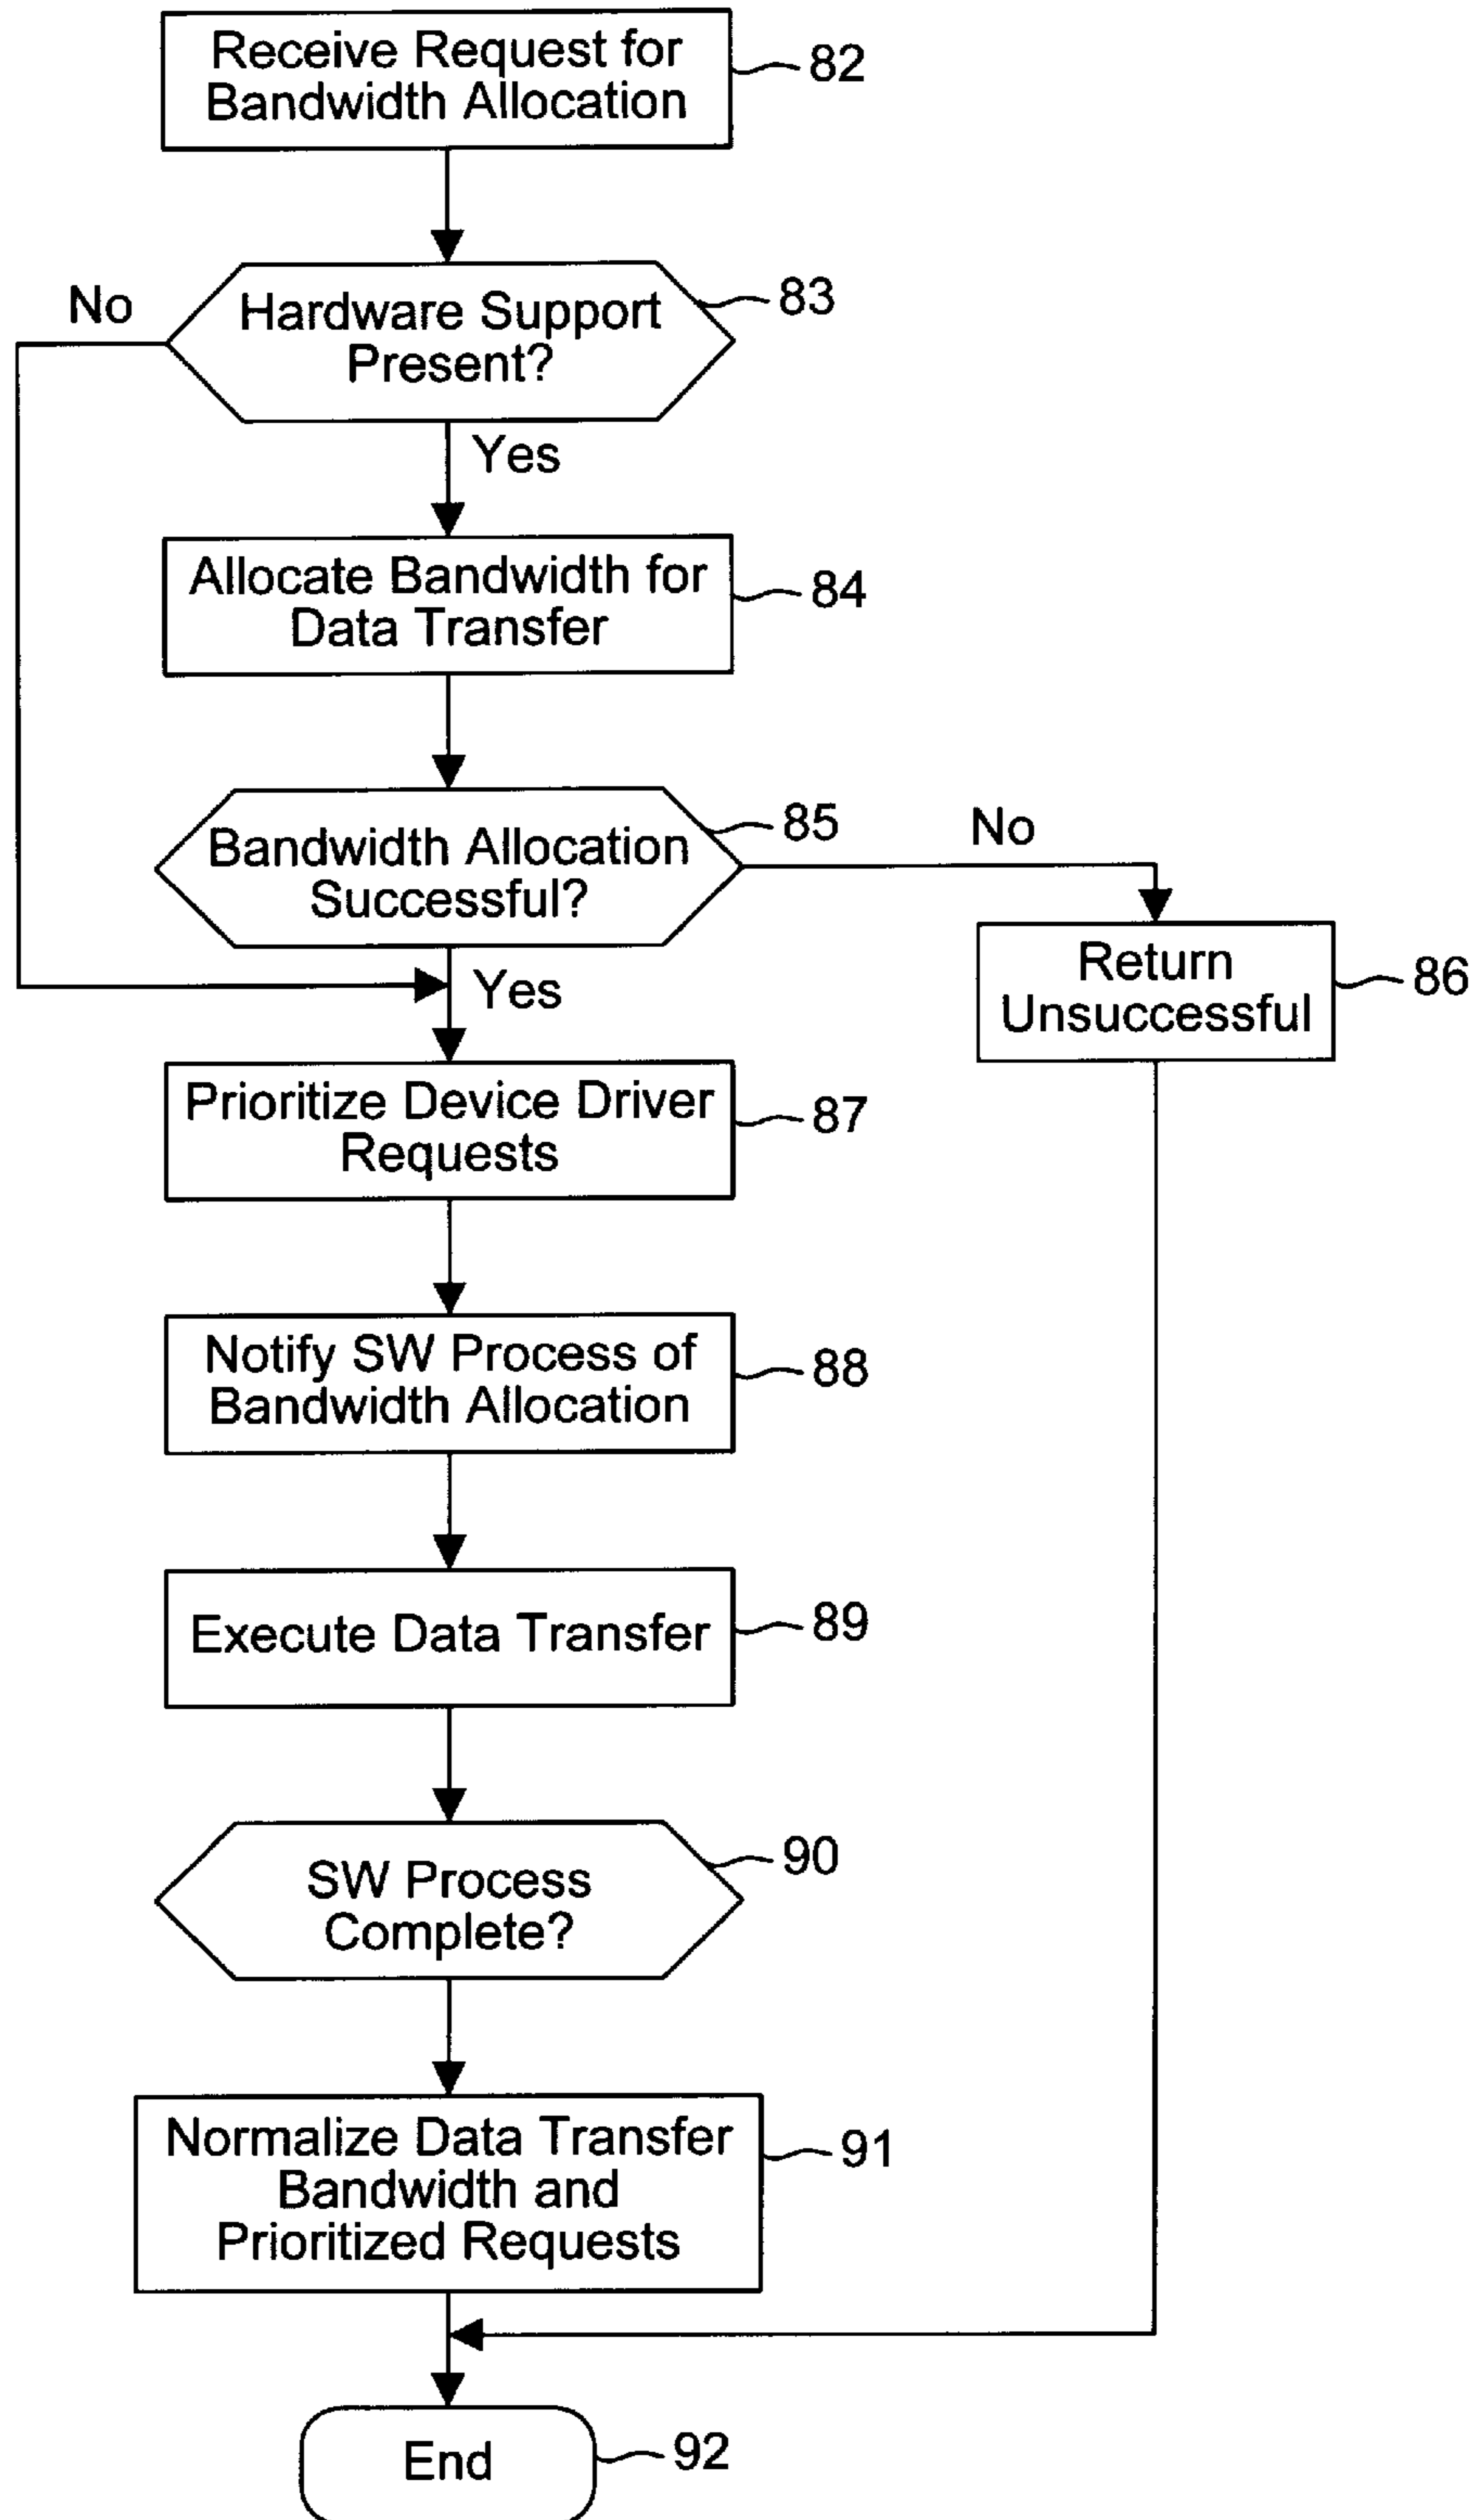 Receive Request for
Bandwidth Allocation
82
No
Hardware Support
Present?
83
Yes
Allocate Bandwidth for
Data Transfer
84
Bandwidth Allocation
Successful?
85
No
Yes
Return
Unsuccessful
86
Prioritize Device Driver
Requests
87
Notify SW Process of
Bandwidth Allocation
88
Execute Data Transfer
89
SW Process
Complete?
90
Normalize Data Transfer
Bandwidth and
Prioritized Requests
91
End
92